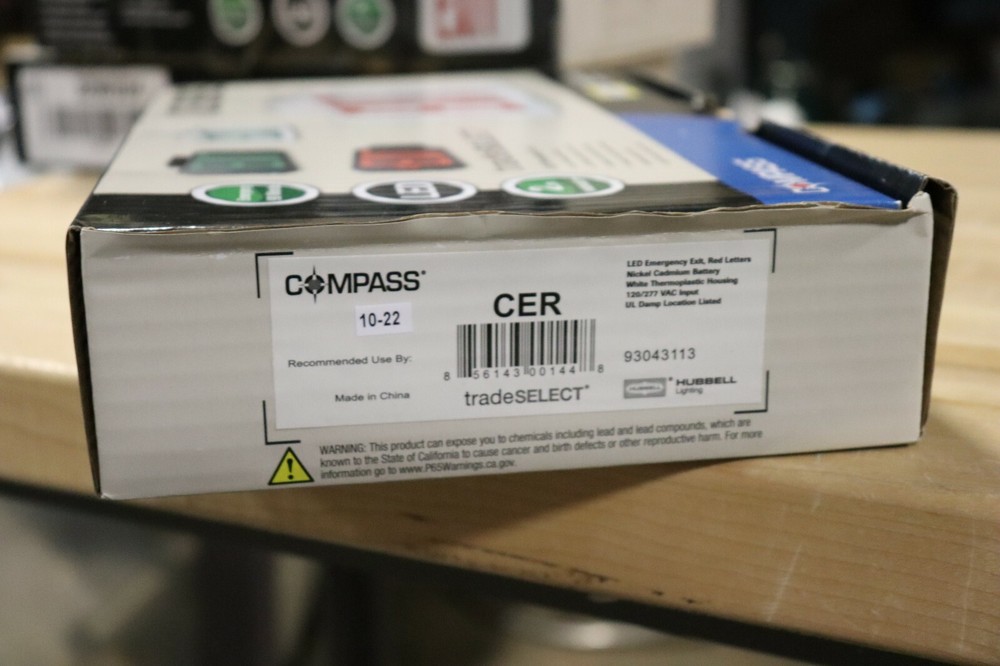 COMPASS
COMPASS®
10-22
CER
LED Emergency Exit, Red Letters
Nickel Cadmium Battery
White Thermoplastic Housing
120/277 VAC Input
UL Damp Location Listed
Recommended Use By:
8 56143 00144 8
93043113
Made in China
tradeSELECT®
HUBBELL
Lighting
WARNING: This product can expose you to chemicals including lead and lead compounds, which are
known to the State of California to cause cancer and birth defects or other reproductive harm. For more
information go to www.P65Warnings.ca.gov.